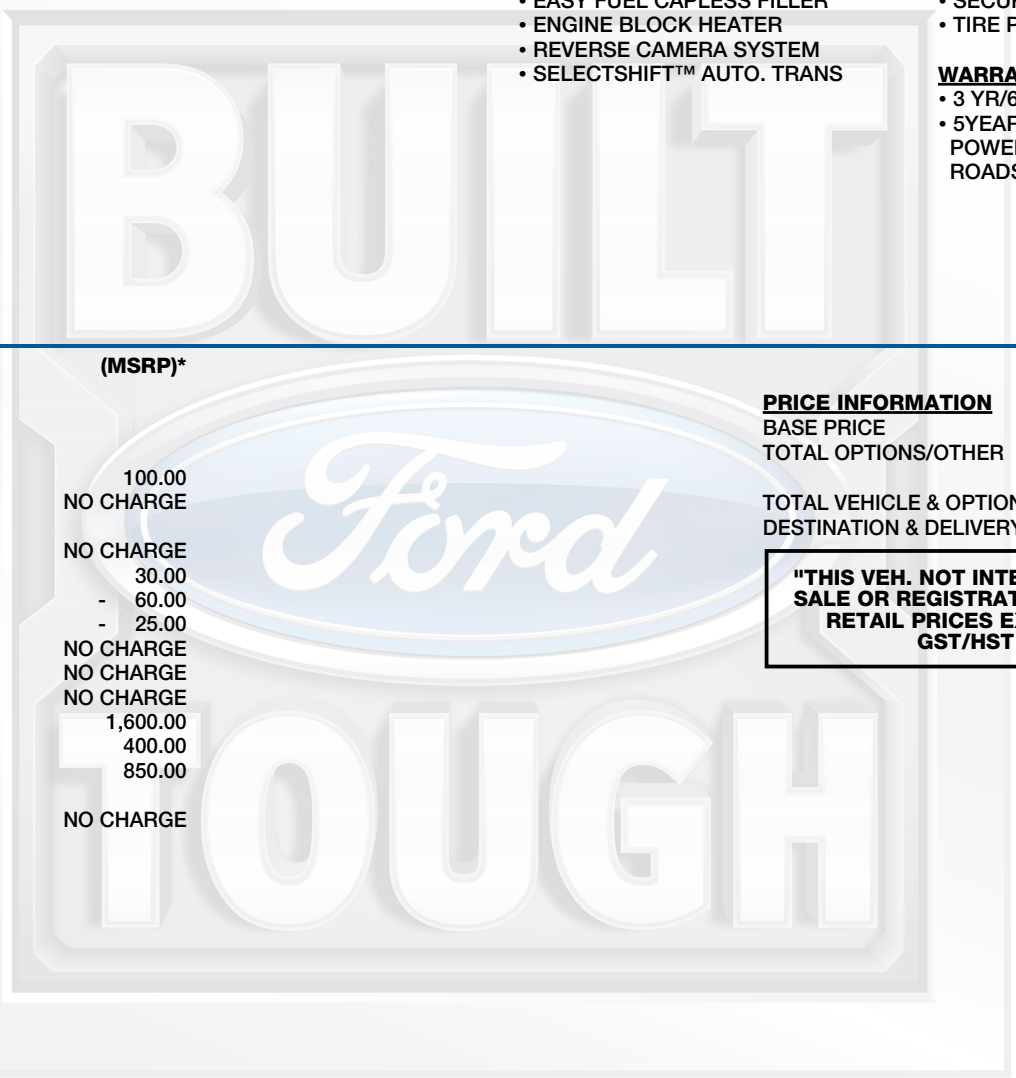 • EASY FUEL CAPLESS FILLER
• ENGINE BLOCK HEATER
• REVERSE CAMERA SYSTEM
• SELECTSHIFT™ AUTO. TRANS
• SECUR
• TIRE P
WARRA
• 3 YR/6
• 5YEAR
POWE
ROADS
BUILT
Ford
TOUGH
(MSRP)*
100.00
NO CHARGE
NO CHARGE
30.00
- 60.00
- 25.00
NO CHARGE
NO CHARGE
NO CHARGE
1,600.00
400.00
850.00
NO CHARGE
PRICE INFORMATION
BASE PRICE
TOTAL OPTIONS/OTHER
TOTAL VEHICLE & OPTION
DESTINATION & DELIVERY
"THIS VEH. NOT INTE
SALE OR REGISTRAT
RETAIL PRICES EX
GST/HST